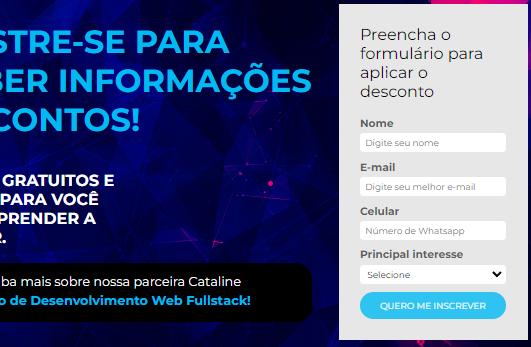 STRE-SE PARA
BER INFORMAÇÕES
CONTOS!
GRATUITOS E
PARA VOCÊ
PRENDER A
R.
ba mais sobre nossa parceira Cataline
o de Desenvolvimento Web Fullstack!
Preencha o
formulário para
aplicar o
desconto
Nome
Digite seu nome
E-mail
Digite seu melhor e-mail
Celular
Número de Whatsapp
Principal interesse
Selecione
QUERO ME INSCREVER